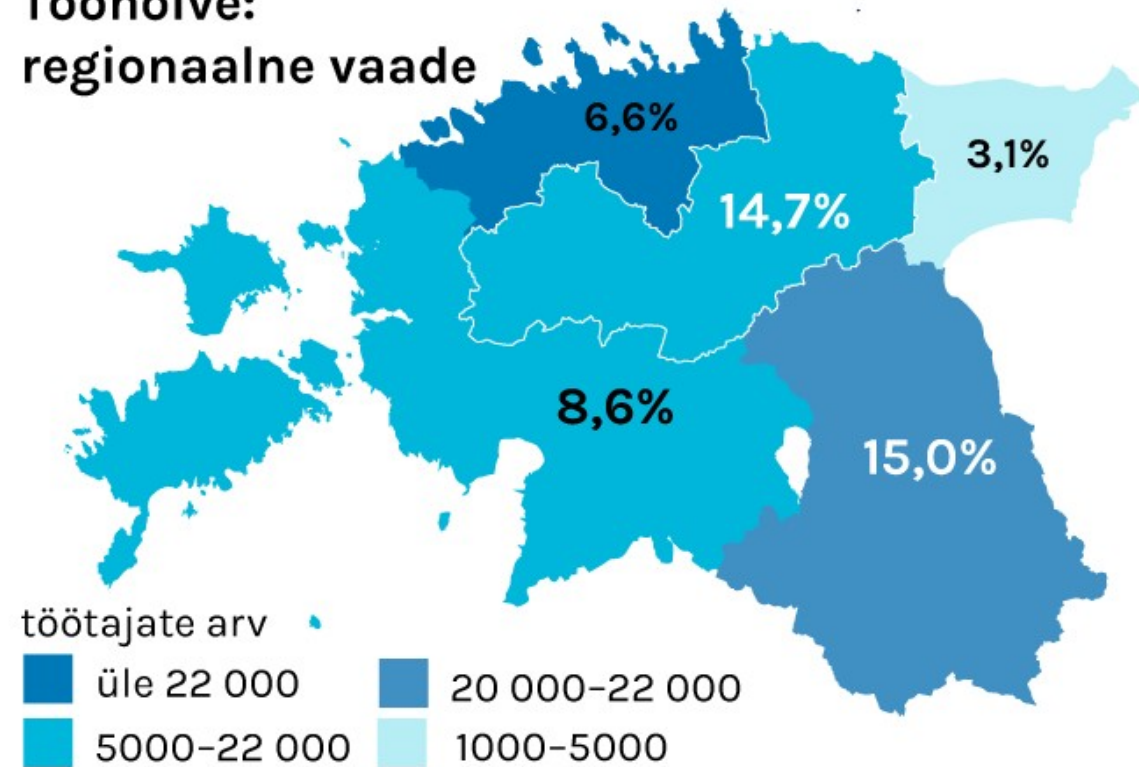 Tööhõive:
regionaalne vaade
6,6%
3,1%
14,7%
8,6%
15,0%
töötajate arv
üle 22 000
20 000–22 000
5000–22 000
1000–5000